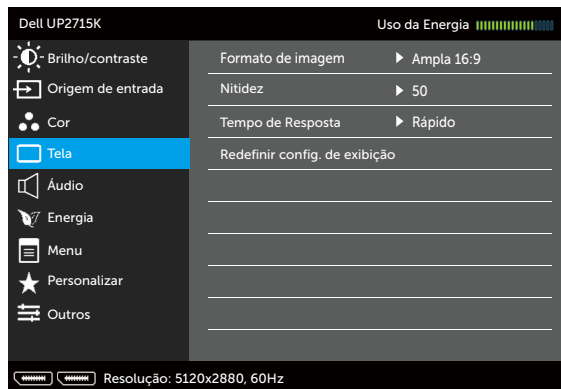 Dell UP2715K Uso da Energia
Brilho/contraste
Origem de entrada
Cor
Tela
Áudio
Energia
Menu
Personalizar
Outros
Formato de imagem Ampla 16:9
Nitidez 50
Tempo de Resposta Rápido
Redefinir config. de exibição
Resolução: 5120x2880, 60Hz